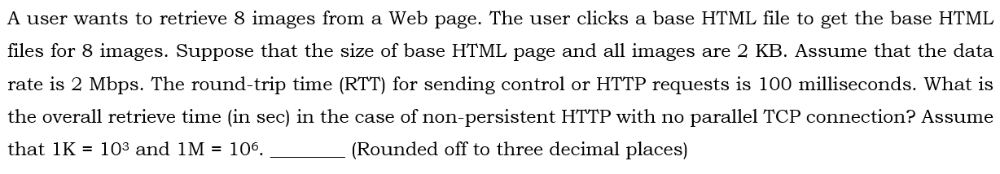 A user wants to retrieve 8 images from a Web page. The user clicks a base HTML file to get the base HTML
files for 8 images. Suppose that the size of base HTML page and all images are 2 KB. Assume that the data
rate is 2 Mbps. The round-trip time (RTT) for sending control or HTTP requests is 100 milliseconds. What is
the overall retrieve time (in sec) in the case of non-persistent HTTP with no parallel TCP connection? Assume
that 1K = 10³ and 1M = 10⁶. ________ (Rounded off to three decimal places)